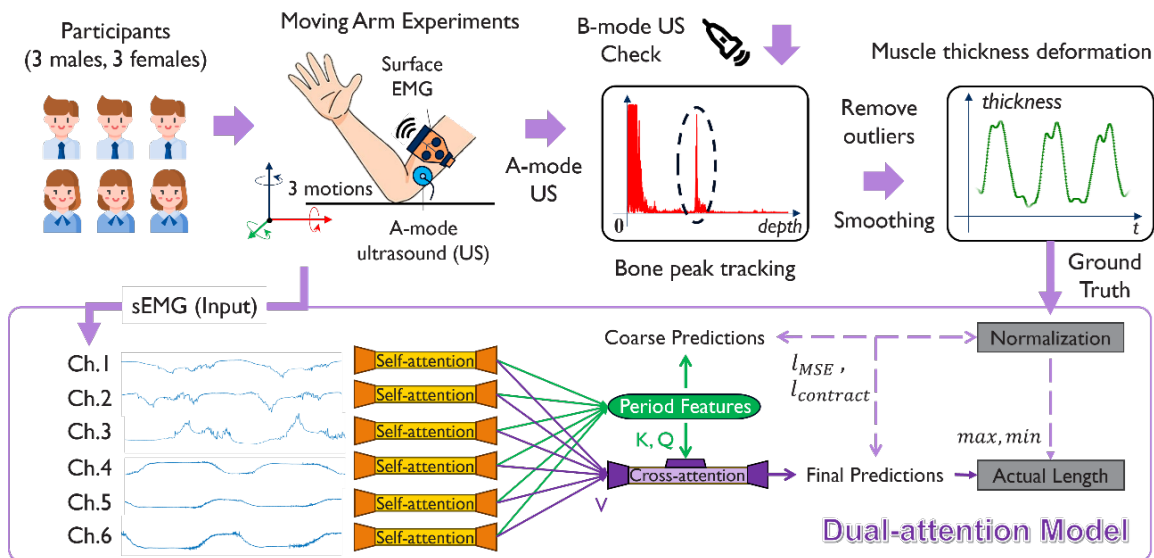 Participants
(3 males, 3 females)
Moving Arm Experiments
Surface
EMG
3 motions
A-mode
ultrasound (US)
A-mode
US
B-mode US
Check
0
depth
Bone peak tracking
Remove
outliers
Smoothing
Muscle thickness deformation
thickness
t
Ground
Truth
sEMG (Input)
Ch.1
Ch.2
Ch.3
Ch.4
Ch.5
Ch.6
Self-attention
Self-attention
Self-attention
Self-attention
Self-attention
Self-attention
Coarse Predictions
Period Features
K, Q
V
Cross-attention
Final Predictions
l_MSE ,
l_contract
Normalization
max, min
Actual Length
Dual-attention Model